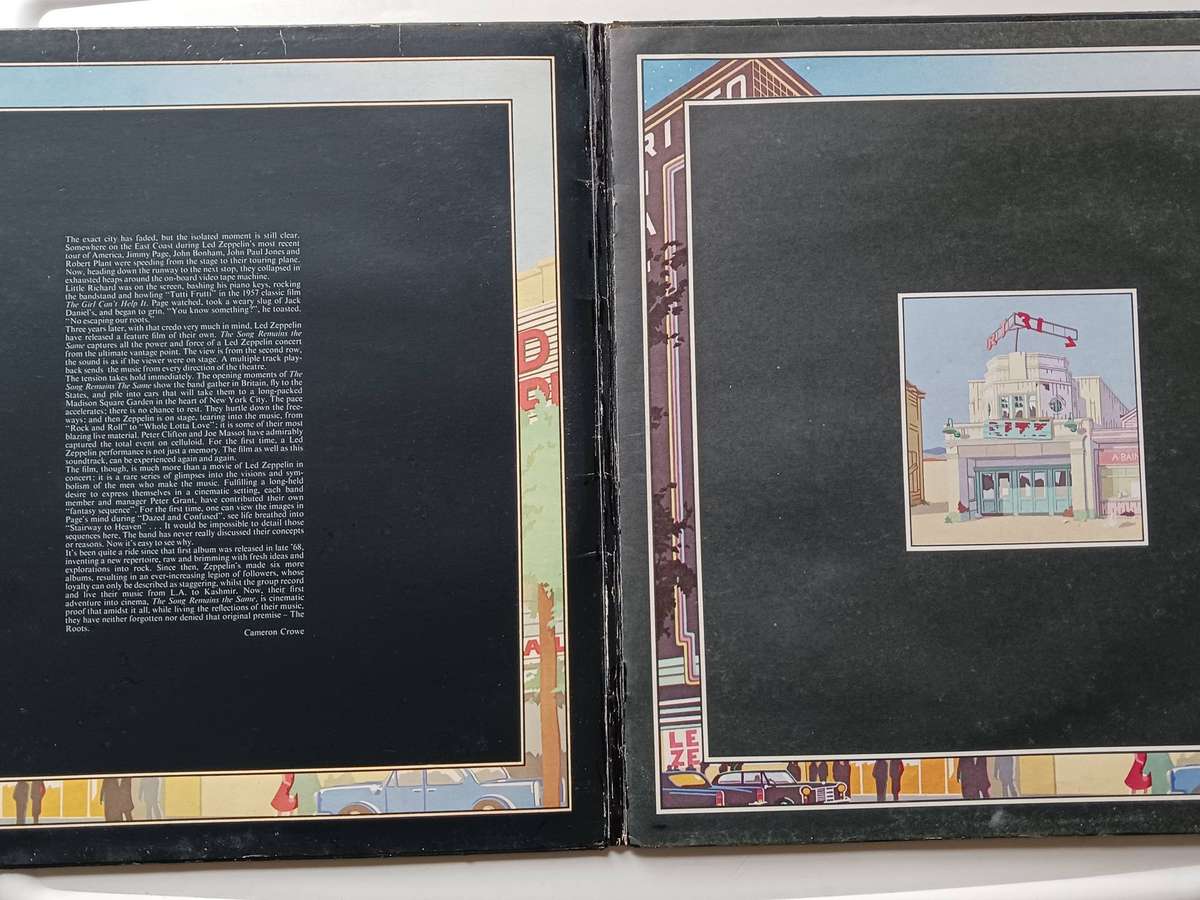 The exact city has faded, but the isolated moment is still clear.
Somewhere on the East Coast during Led Zeppelin's most recent
tour of America, Jimmy Page, John Bonham, John Paul Jones and
Robert Plant were speeding from the stage to their touring plane.
Now, heading down the runway to the next stop, they collapsed in
exhausted heaps around the on-board video tape machine.
Little Richard was on the screen, bashing his piano keys, rocking
the bandstand and howling "Tutti Frutti" in the 1957 classic film
The Girl Can't Help It. Page watched, took a weary slug of Jack
Daniel's, and began to grin. "You know something?", he toasted.
"No escaping our roots."
Three years later, with that credo very much in mind, Led Zeppelin
have released a feature film of their own. The Song Remains the
Same captures all the power and force of a Led Zeppelin concert
from the ultimate vantage point. The view is from the second row,
the sound is as if the viewer were on stage. A multiple track play-
back sends the music from every direction of the theatre.
The tension takes hold immediately. The opening moments of The
Song Remains The Same show the band gather in Britain, fly to the
States, and pile into cars that will take them to a long-packed
Madison Square Garden in the heart of New York City. The pace
accelerates; there is no chance to rest. They hurtle down the free-
ways; and then Zeppelin is on stage, tearing into the music, from
"Rock and Roll" to "Whole Lotta Love"; it is some of their most
blazing live material. Peter Clifton and Joe Massot have admirably
captured the total event on celluloid. For the first time, a Led
Zeppelin performance is not just a memory. The film as well as this
soundtrack, can be experienced again and again.
The film, though, is much more than a movie of Led Zeppelin in
concert: it is a rare series of glimpses into the visions and sym-
bolism of the men who make the music. Fulfilling a long-field
desire to express themselves in a cinematic setting, each band
member and manager Peter Grant, have contributed their own
"fantasy sequence". For the first time, one can view the images in
Page's mind during "Dazed and Confused", see life breathed into
"Stairway to Heaven" . . . It would be impossible to detail those
sequences here. The band has never really discussed their concepts
or reasons. Now it's easy to see why.
It's been quite a ride since that first album was released in late '68,
inventing a new repertoire, raw and brimming with fresh ideas and
explorations into rock. Since then, Zeppelin's made six more
albums, resulting in an ever-increasing legion of followers, whose
loyalty can only be described as staggering, whilst the group record
and live their music from L.A. to Kashmir. Now, their first
adventure into cinema, The Song Remains the Same, is cinematic
proof that amidst it all, while living the reflections of their music,
they have neither forgotten nor denied that original premise – The
Roots.
Cameron Crowe
D
AL
RI
A
LE
ZE
A BAIN